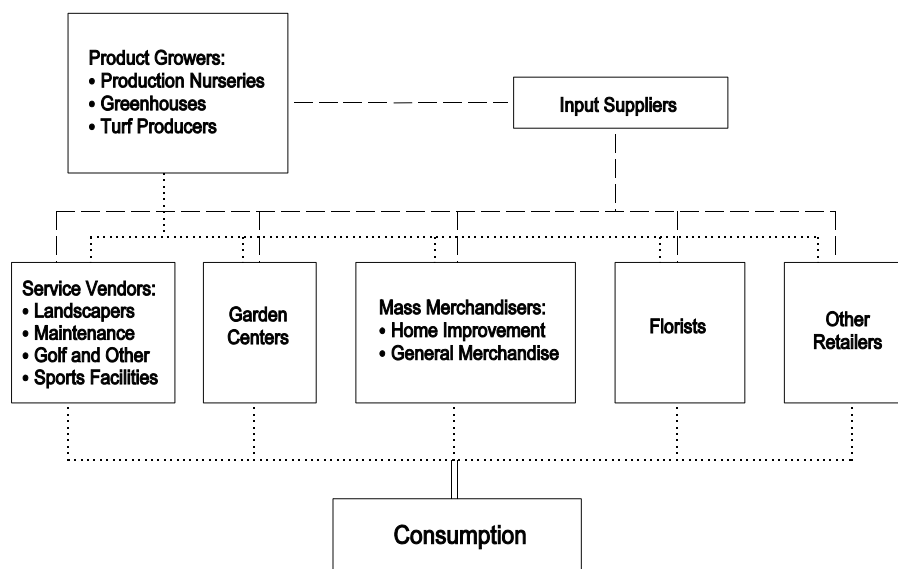 Product Growers:
• Production Nurseries
• Greenhouses
• Turf Producers
Input Suppliers
Service Vendors:
• Landscapers
• Maintenance
• Golf and Other
• Sports Facilities
Garden
Centers
Mass Merchandisers:
• Home Improvement
• General Merchandise
Florists
Other
Retailers
Consumption